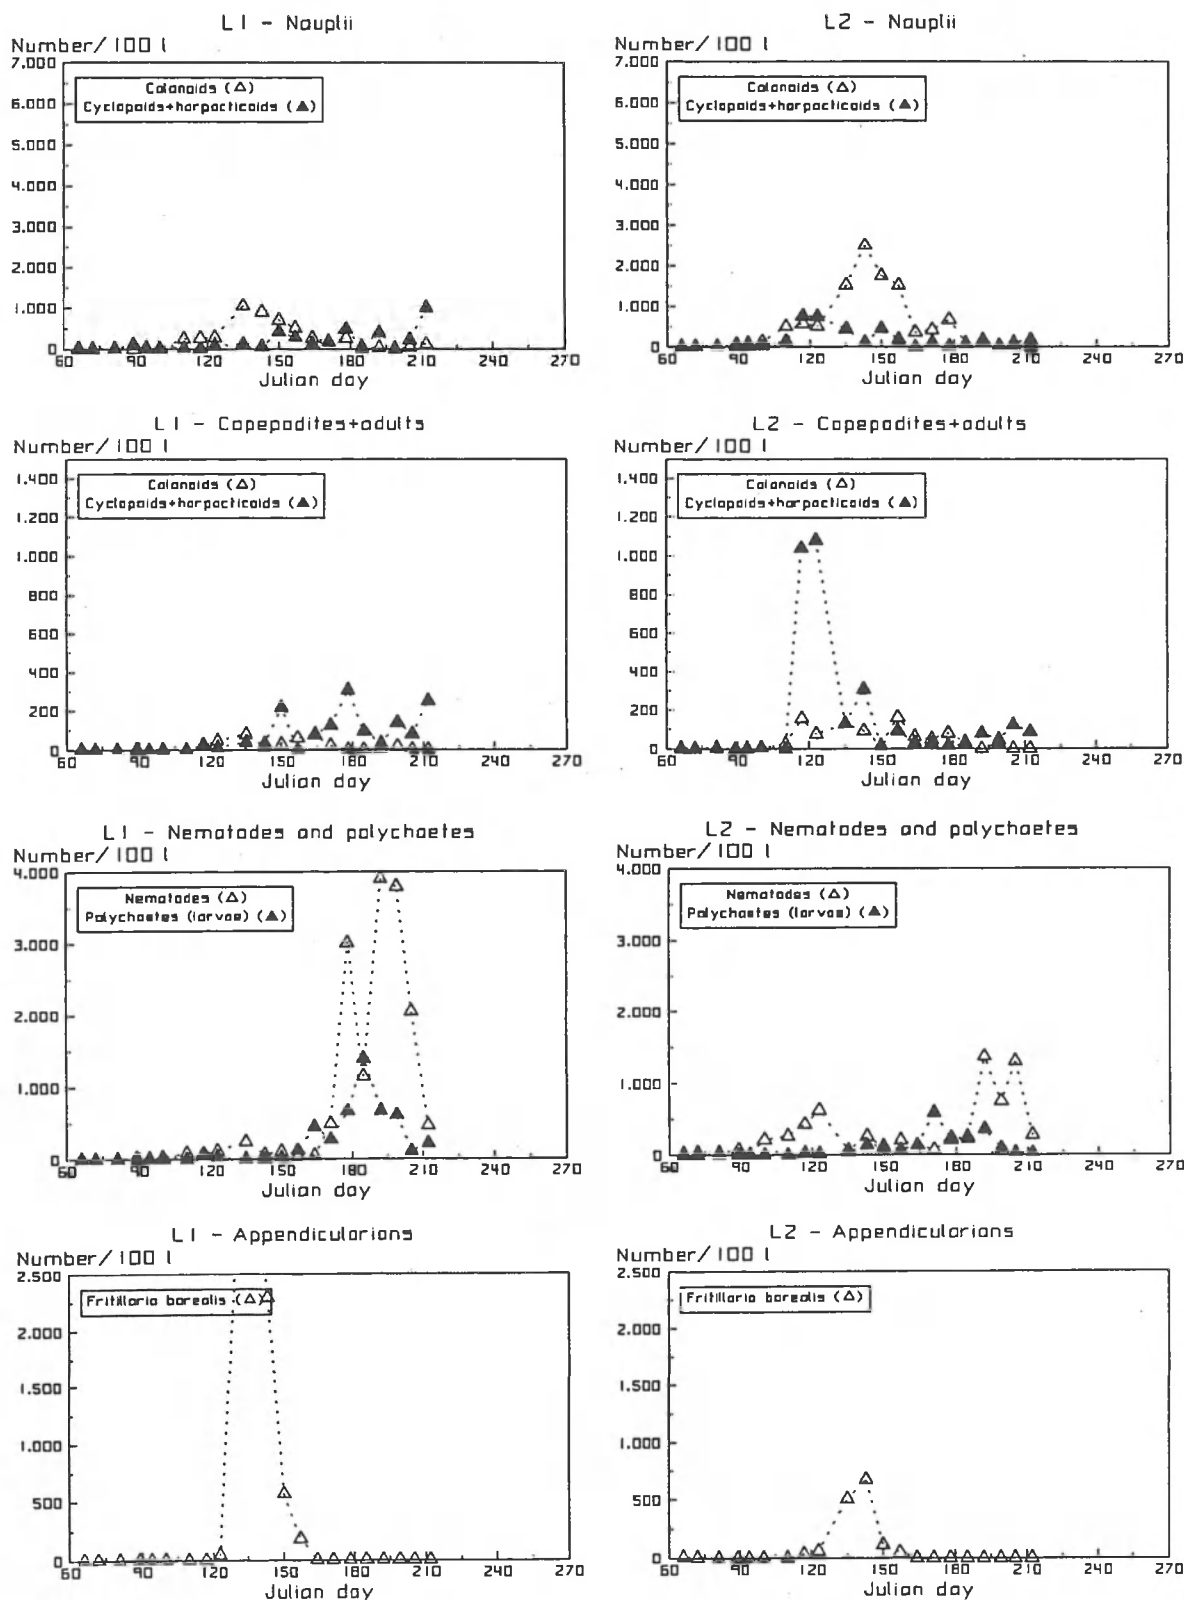 L1 - Nauplii
Number/ 100 l
7.000
6.000
5.000
4.000
3.000
2.000
1.000
0
Calanoids (△)
Cyclopoids+harpacticoids (▲)
60 90 120 150 180 210 240 270
Julian day
L2 - Nauplii
Number/ 100 l
7.000
6.000
5.000
4.000
3.000
2.000
1.000
0
Calanoids (△)
Cyclopoids+harpacticoids (▲)
60 90 120 150 180 210 240 270
Julian day
L1 - Copepodites+adults
Number/ 100 l
1.400
1.200
1.000
800
600
400
200
0
Calanoids (△)
Cyclopoids+harpacticoids (▲)
60 90 120 150 180 210 240 270
Julian day
L2 - Copepodites+adults
Number/ 100 l
1.400
1.200
1.000
800
600
400
200
0
Calanoids (△)
Cyclopoids+harpacticoids (▲)
60 90 120 150 180 210 240 270
Julian day
L1 - Nematodes and polychaetes
Number/ 100 l
4.000
3.000
2.000
1.000
0
Nematodes (△)
Polychaetes (larvae) (▲)
60 90 120 150 180 210 240 270
Julian day
L2 - Nematodes and polychaetes
Number/ 100 l
4.000
3.000
2.000
1.000
0
Nematodes (△)
Polychaetes (larvae) (▲)
60 90 120 150 180 210 240 270
Julian day
L1 - Appendicularians
Number/ 100 l
2.500
2.000
1.500
1.000
500
0
Fritillaria borealis (△)
60 90 120 150 180 210 240 270
Julian day
L2 - Appendicularians
Number/ 100 l
2.500
2.000
1.500
1.000
500
0
Fritillaria borealis (△)
60 90 120 150 180 210 240 270
Julian day